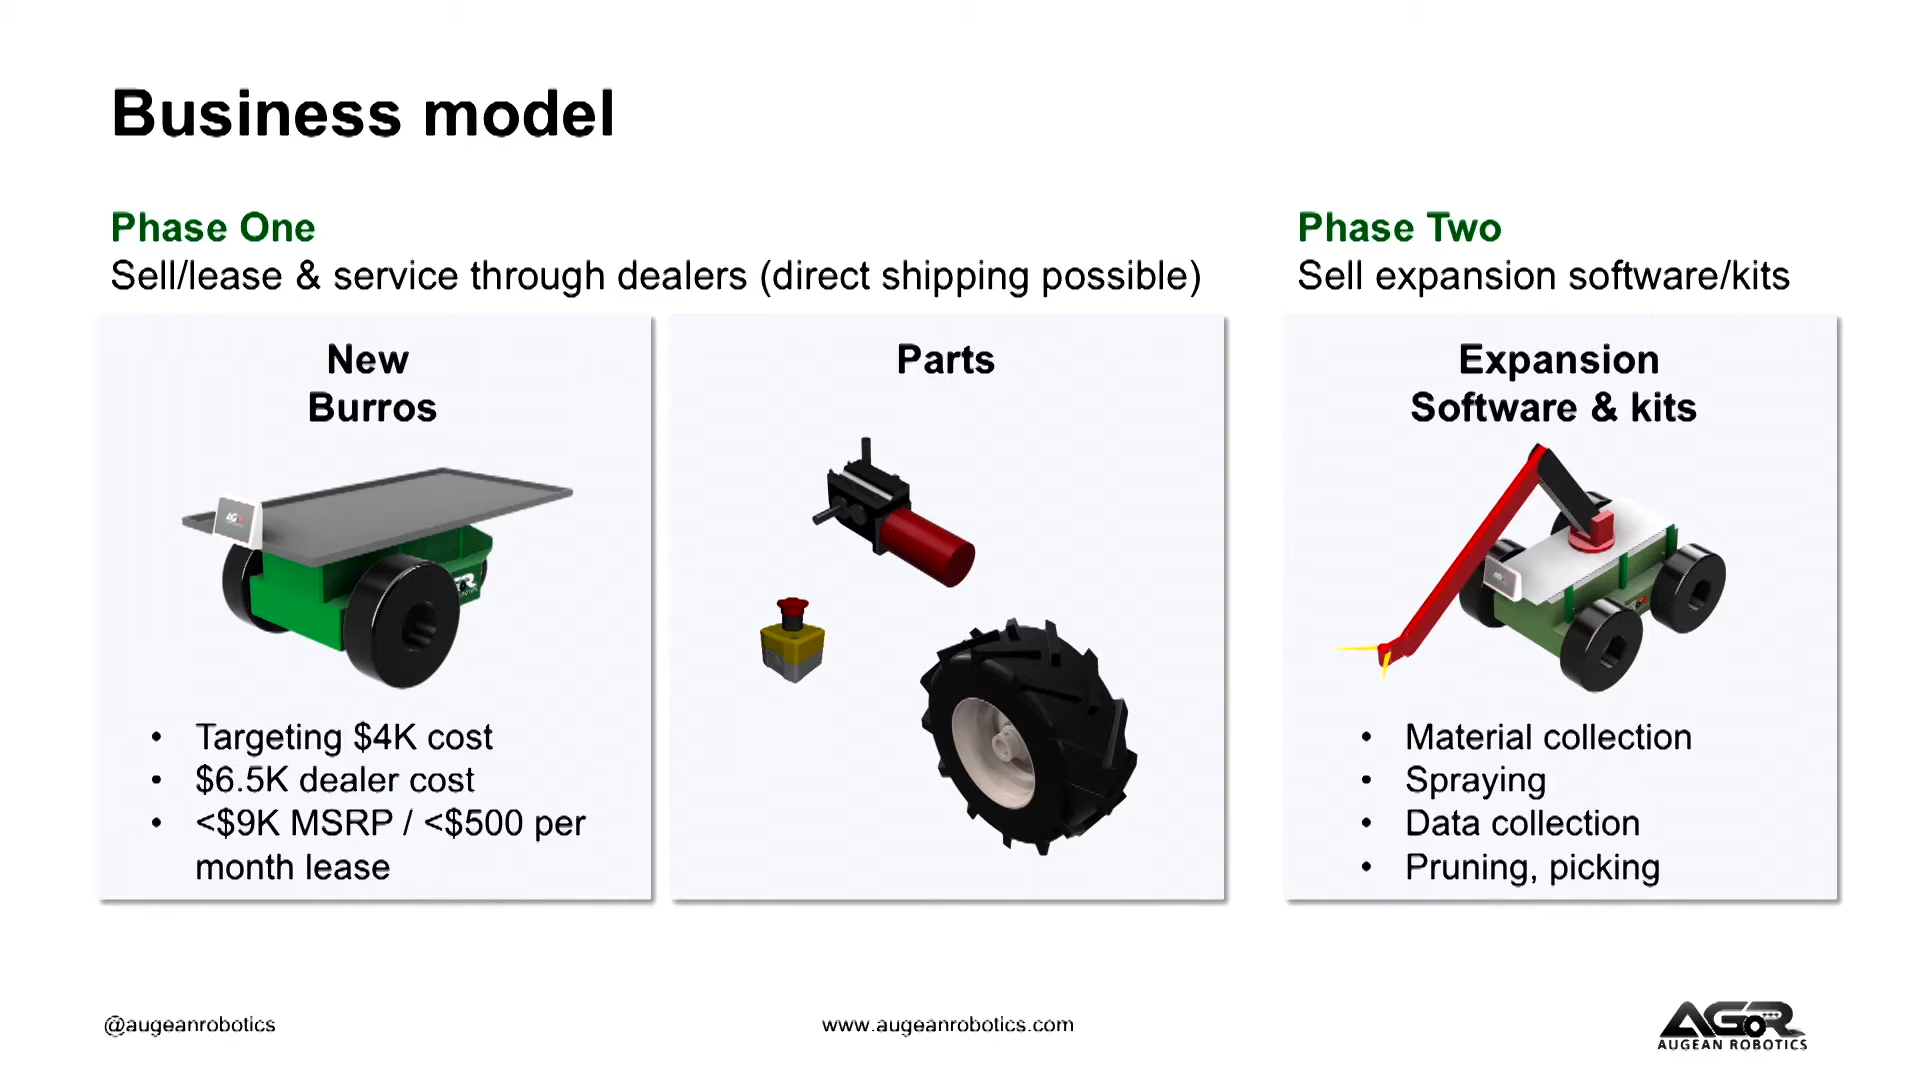 Business model
Phase One
Sell/lease & service through dealers (direct shipping possible)
Phase Two
Sell expansion software/kits
New
Burros
• Targeting $4K cost
• $6.5K dealer cost
• <$9K MSRP / <$500 per
month lease
Parts
Expansion
Software & kits
• Material collection
• Spraying
• Data collection
• Pruning, picking
@augeanrobotics
www.augeanrobotics.com
AGR
AUGEAN ROBOTICS